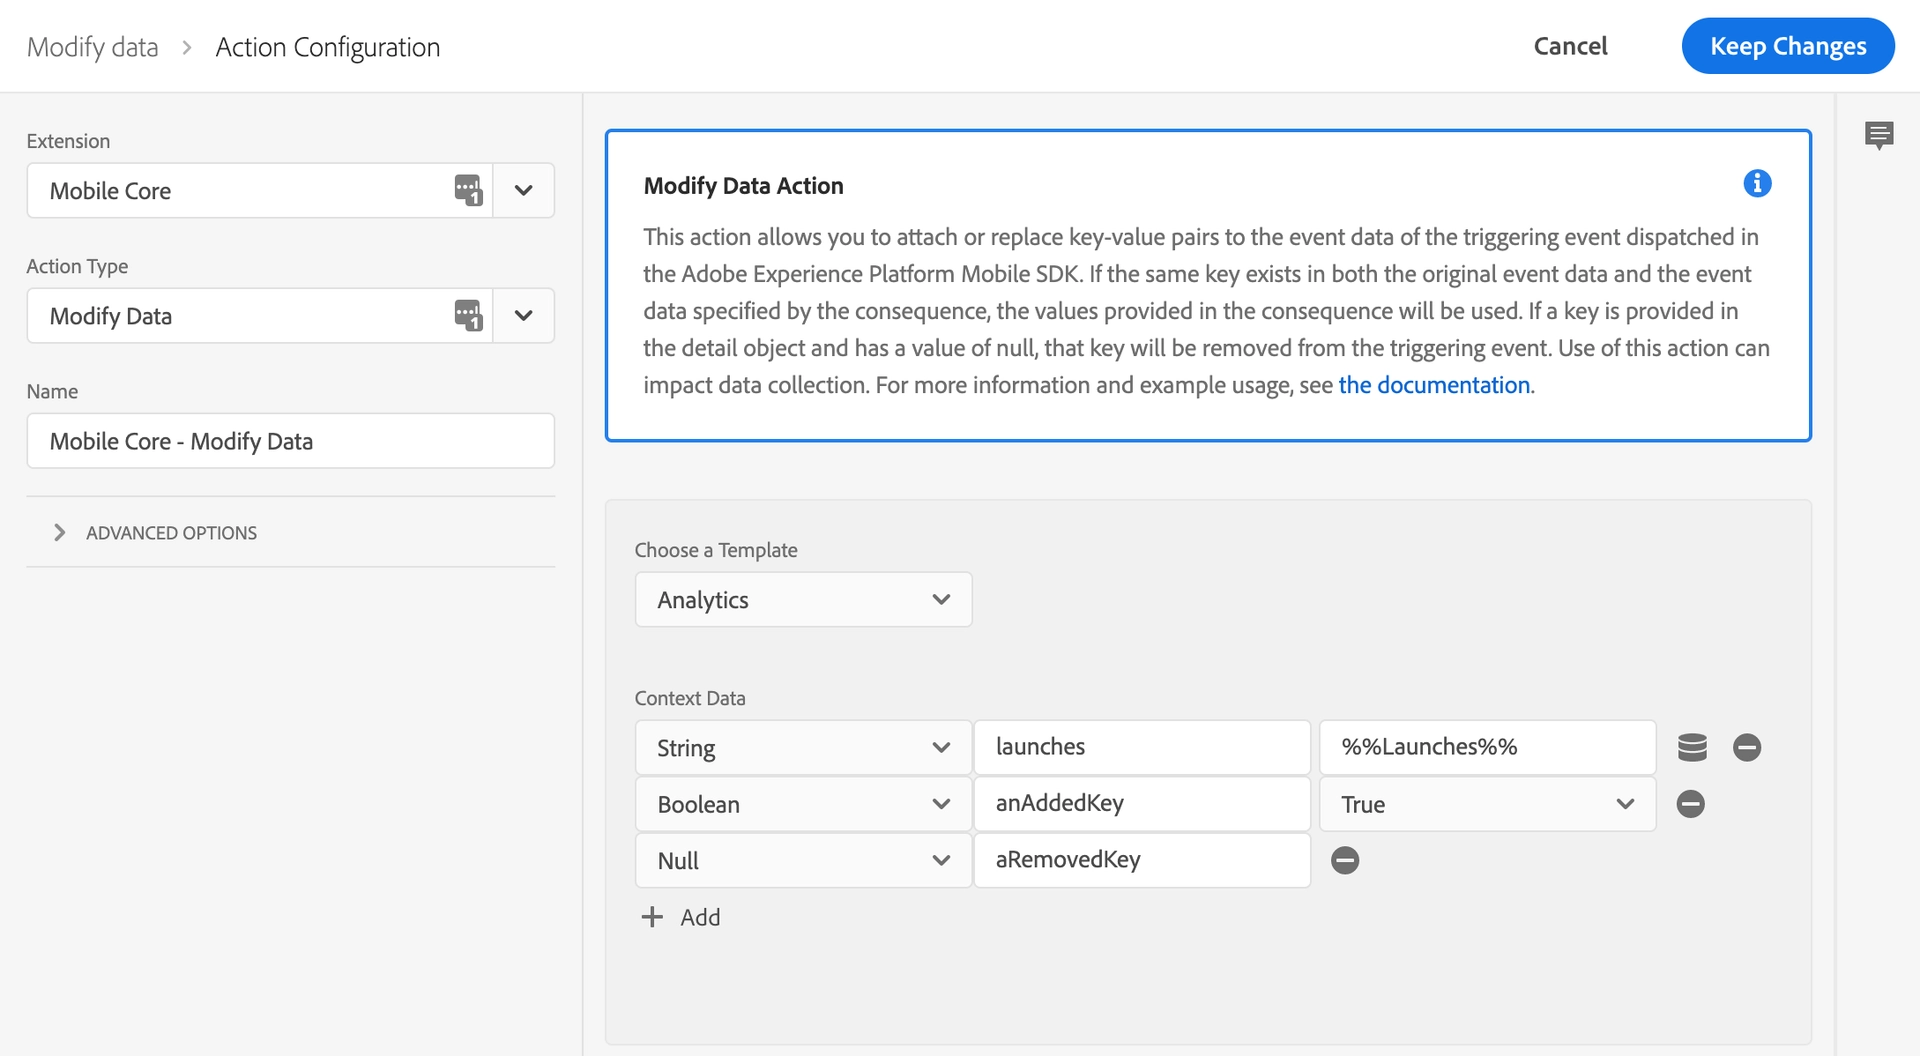 Modify data > Action Configuration
Cancel
Keep Changes
Extension
Mobile Core
1
Action Type
Modify Data
1
Name
Mobile Core - Modify Data
ADVANCED OPTIONS
Modify Data Action
This action allows you to attach or replace key-value pairs to the event data of the triggering event dispatched in
the Adobe Experience Platform Mobile SDK. If the same key exists in both the original event data and the event
data specified by the consequence, the values provided in the consequence will be used. If a key is provided in
the detail object and has a value of null, that key will be removed from the triggering event. Use of this action can
impact data collection. For more information and example usage, see the documentation.
Choose a Template
Analytics
Context Data
String launches %%Launches%%
Boolean anAddedKey True
Null aRemovedKey
+ Add